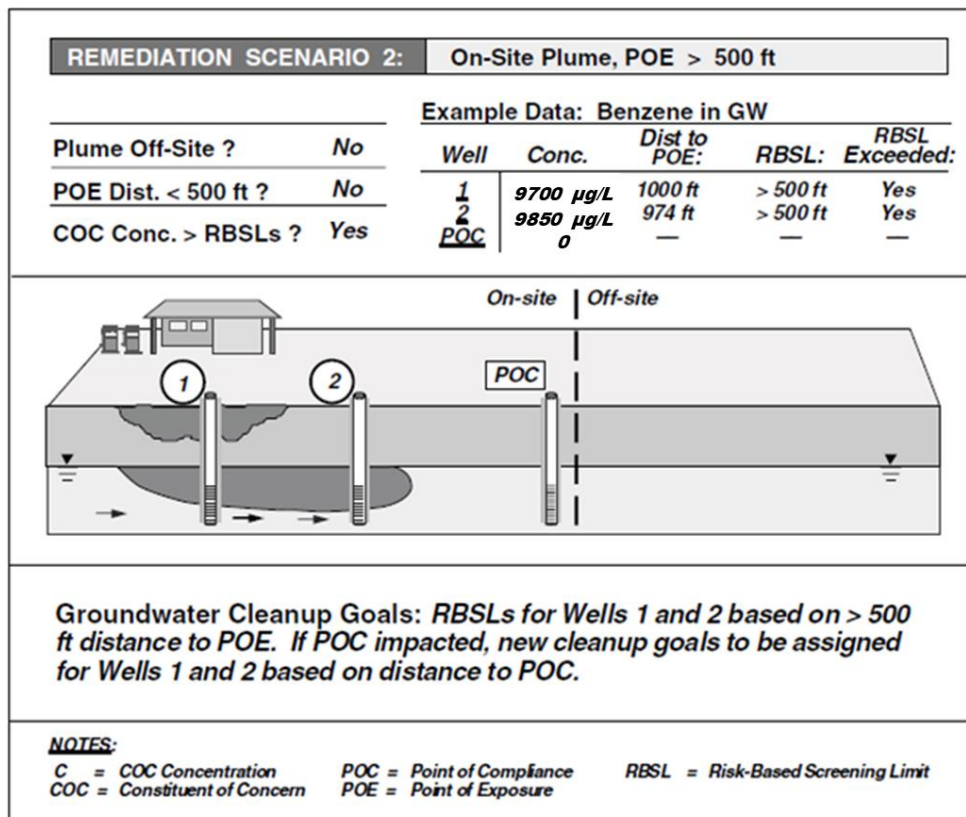 REMEDIATION SCENARIO 2: On-Site Plume, POE > 500 ft
Plume Off-Site ? No
POE Dist. < 500 ft ? No
COC Conc. > RBSLs ? Yes
Example Data: Benzene in GW
Well Conc. Dist to POE: RBSL: RBSL Exceeded:
1 9700 µg/L 1000 ft > 500 ft Yes
2 9850 µg/L 974 ft > 500 ft Yes
POC 0 — — —
On-site Off-site
1 2 POC
Groundwater Cleanup Goals: RBSLs for Wells 1 and 2 based on > 500
ft distance to POE. If POC impacted, new cleanup goals to be assigned
for Wells 1 and 2 based on distance to POC.
NOTES:
C = COC Concentration POC = Point of Compliance RBSL = Risk-Based Screening Limit
COC = Constituent of Concern POE = Point of Exposure